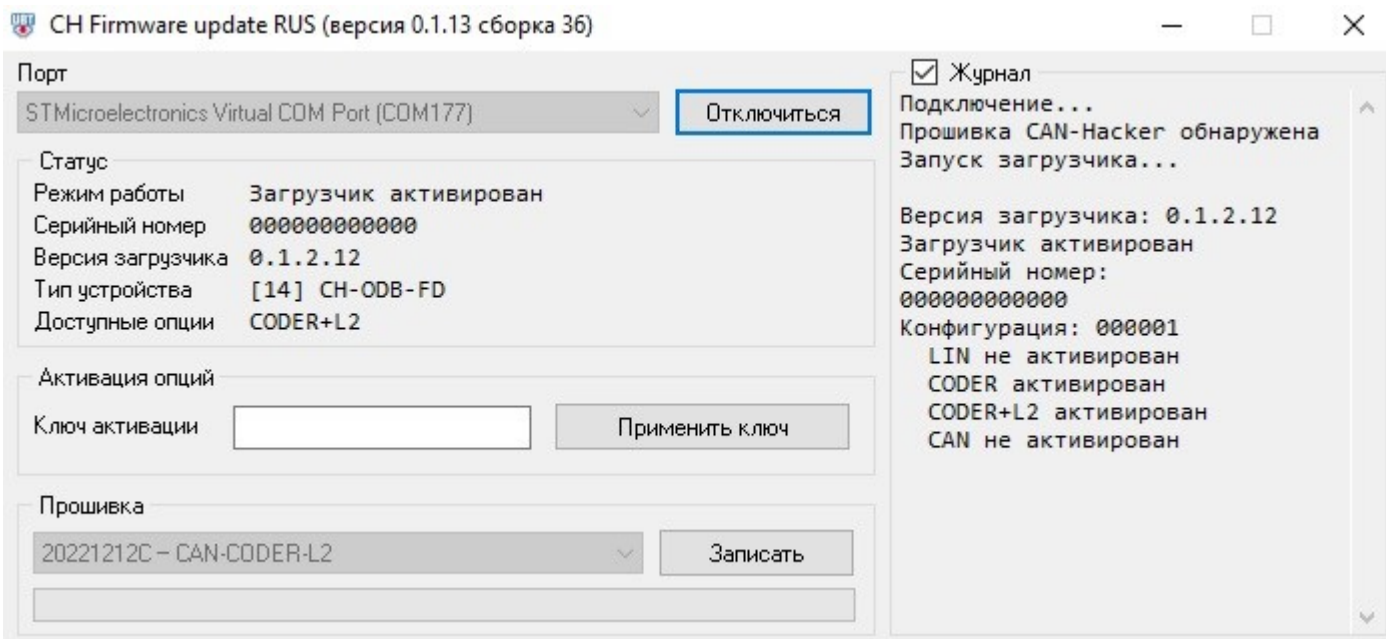 CH Firmware update RUS (версия 0.1.13 сборка 36)
Порт
STMicroelectronics Virtual COM Port (COM177)
Отключиться
Статус
Режим работы Загрузчик активирован
Серийный номер 000000000000
Версия загрузчика 0.1.2.12
Тип устройства [14] CH-ODB-FD
Доступные опции CODER+L2
Активация опций
Ключ активации
Применить ключ
Прошивка
20221212C – CAN-CODER-L2
Записать
Журнал
Подключение...
Прошивка CAN-Hacker обнаружена
Запуск загрузчика...
Версия загрузчика: 0.1.2.12
Загрузчик активирован
Серийный номер:
000000000000
Конфигурация: 000001
LIN не активирован
CODER активирован
CODER+L2 активирован
CAN не активирован